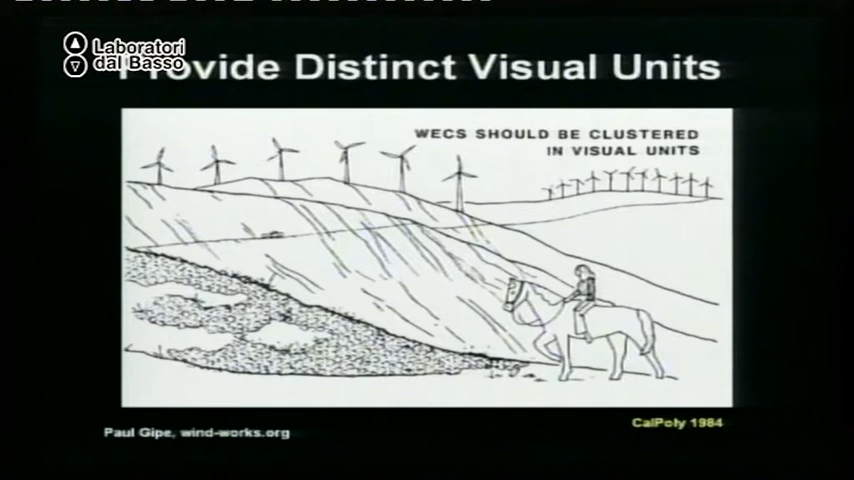 Laboratori
dal Basso
Provide Distinct Visual Units
WECS SHOULD BE CLUSTERED
IN VISUAL UNITS
CalPoly 1984
Paul Gipe, wind-works.org